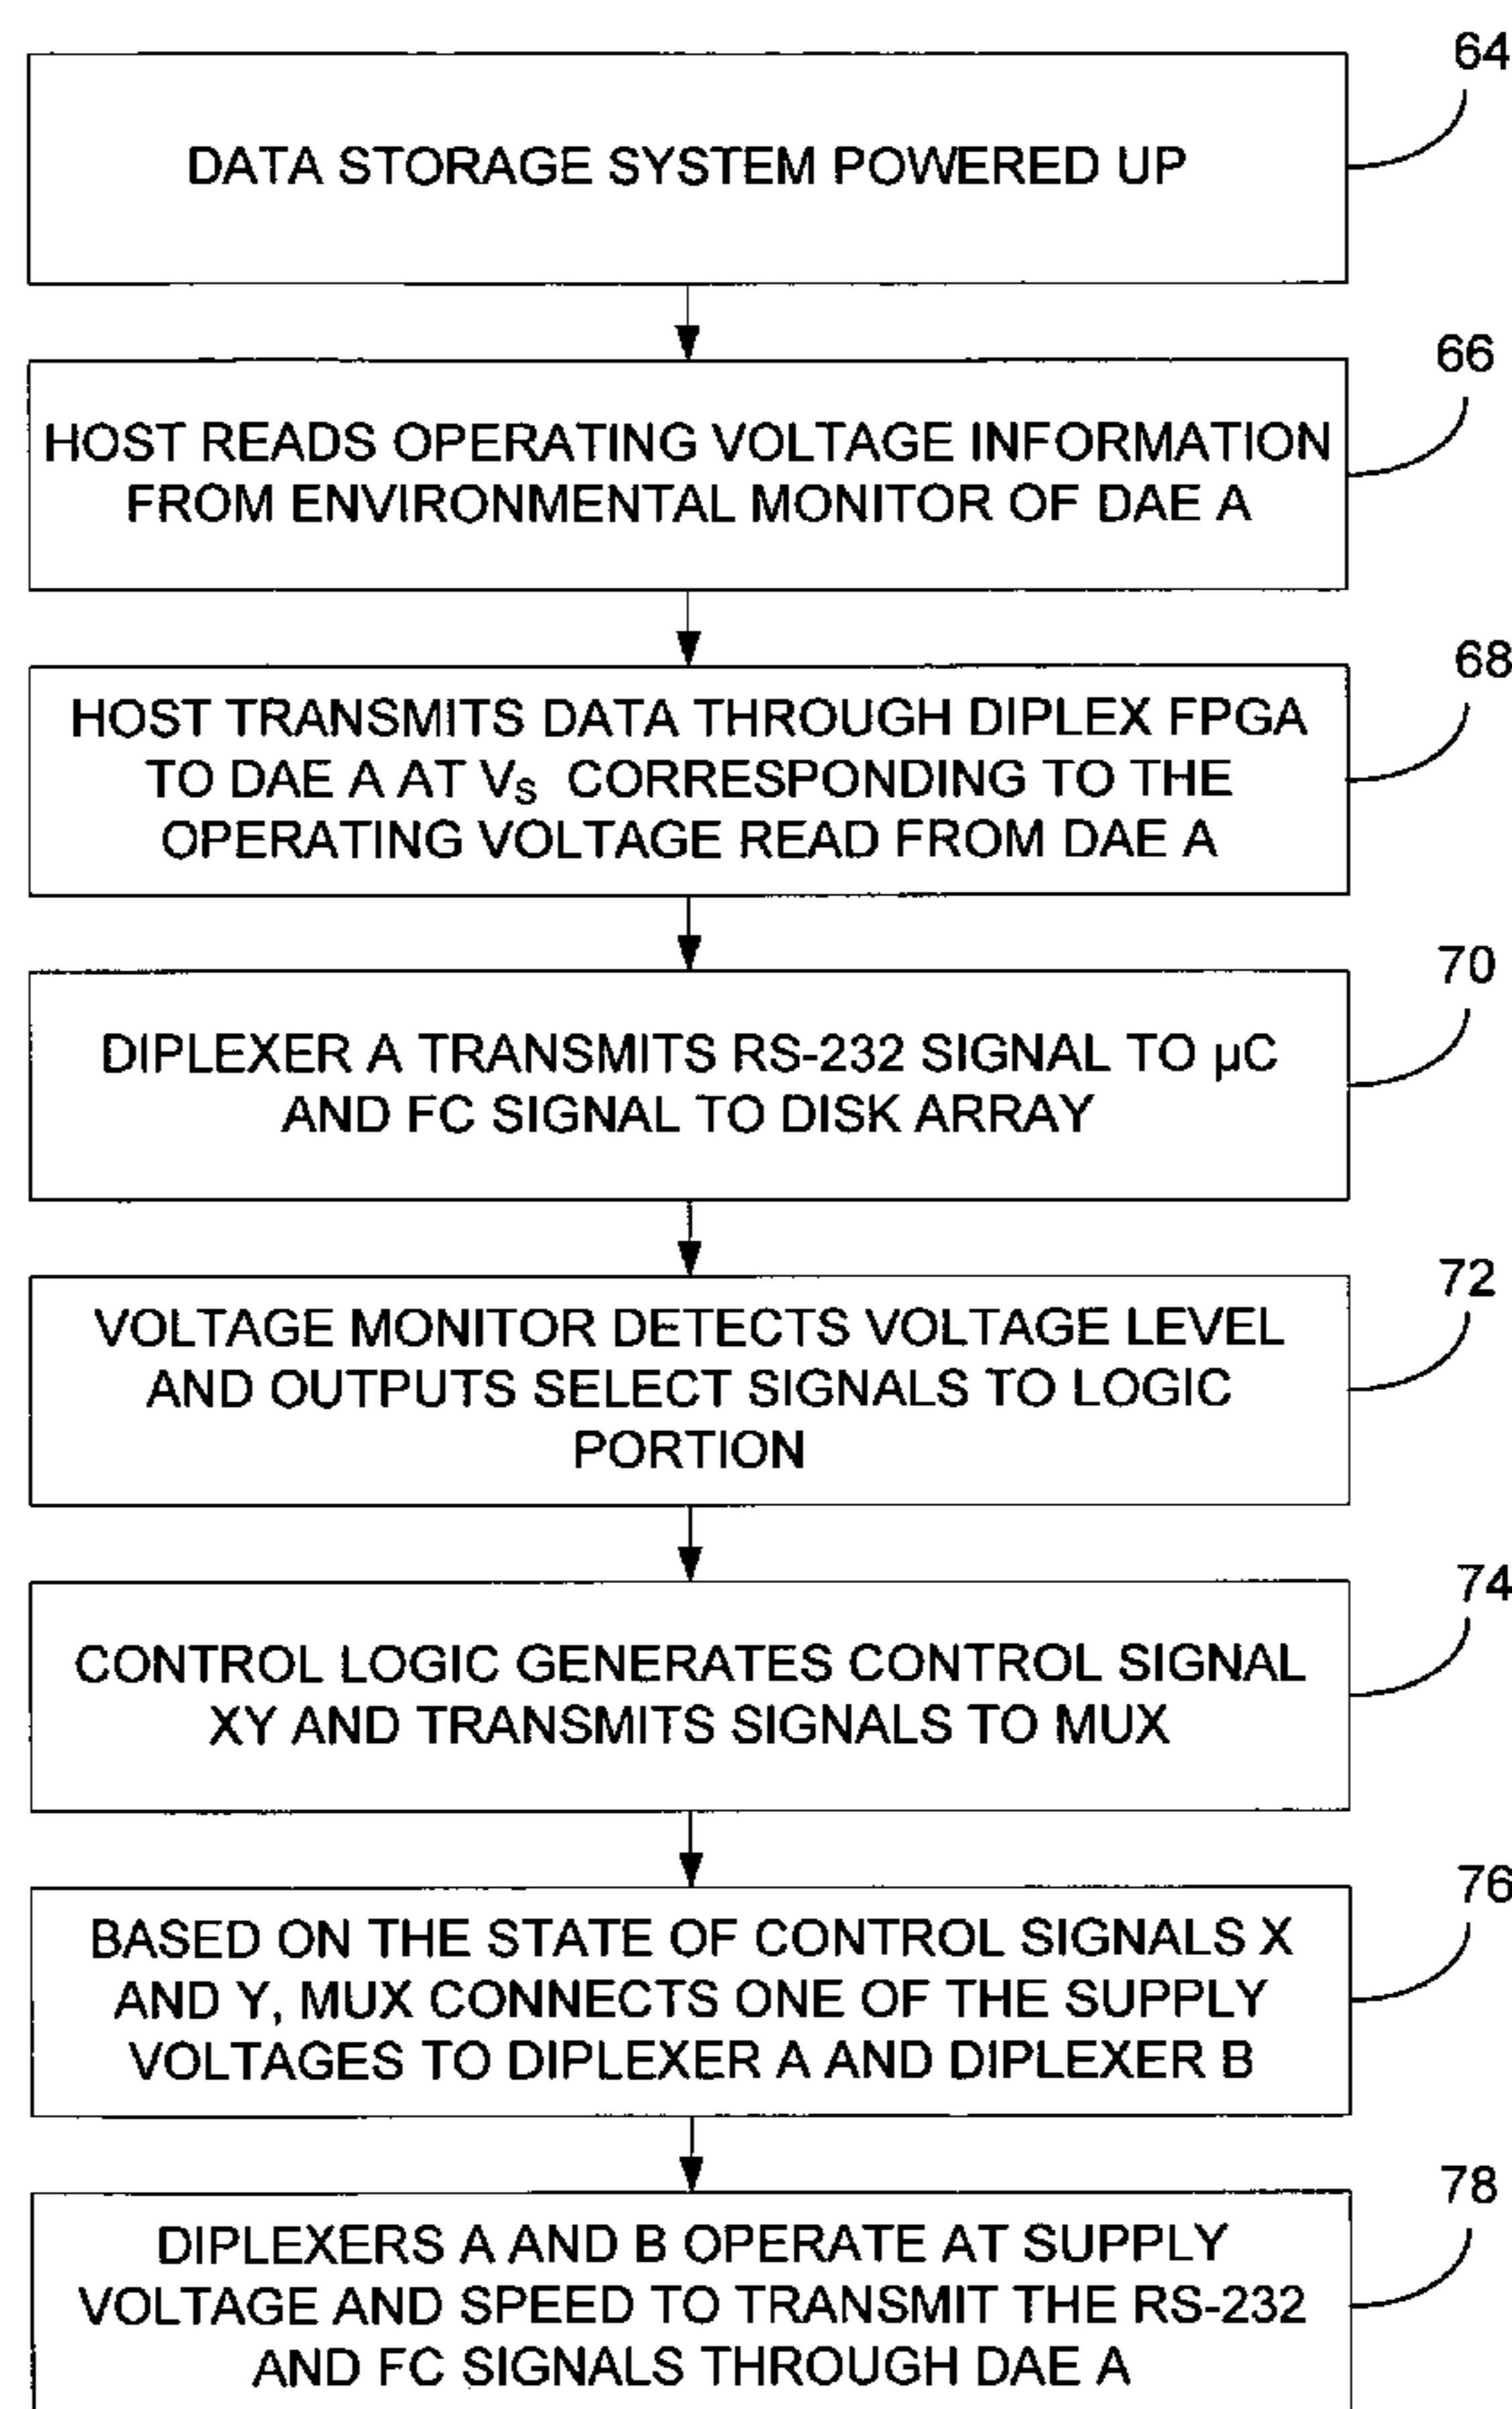 64
DATA STORAGE SYSTEM POWERED UP
66
HOST READS OPERATING VOLTAGE INFORMATION
FROM ENVIRONMENTAL MONITOR OF DAE A
68
HOST TRANSMITS DATA THROUGH DIPLEX FPGA
TO DAE A AT VS CORRESPONDING TO THE
OPERATING VOLTAGE READ FROM DAE A
70
DIPLEXER A TRANSMITS RS-232 SIGNAL TO µC
AND FC SIGNAL TO DISK ARRAY
72
VOLTAGE MONITOR DETECTS VOLTAGE LEVEL
AND OUTPUTS SELECT SIGNALS TO LOGIC
PORTION
74
CONTROL LOGIC GENERATES CONTROL SIGNAL
XY AND TRANSMITS SIGNALS TO MUX
76
BASED ON THE STATE OF CONTROL SIGNALS X
AND Y, MUX CONNECTS ONE OF THE SUPPLY
VOLTAGES TO DIPLEXER A AND DIPLEXER B
78
DIPLEXERS A AND B OPERATE AT SUPPLY
VOLTAGE AND SPEED TO TRANSMIT THE RS-232
AND FC SIGNALS THROUGH DAE A